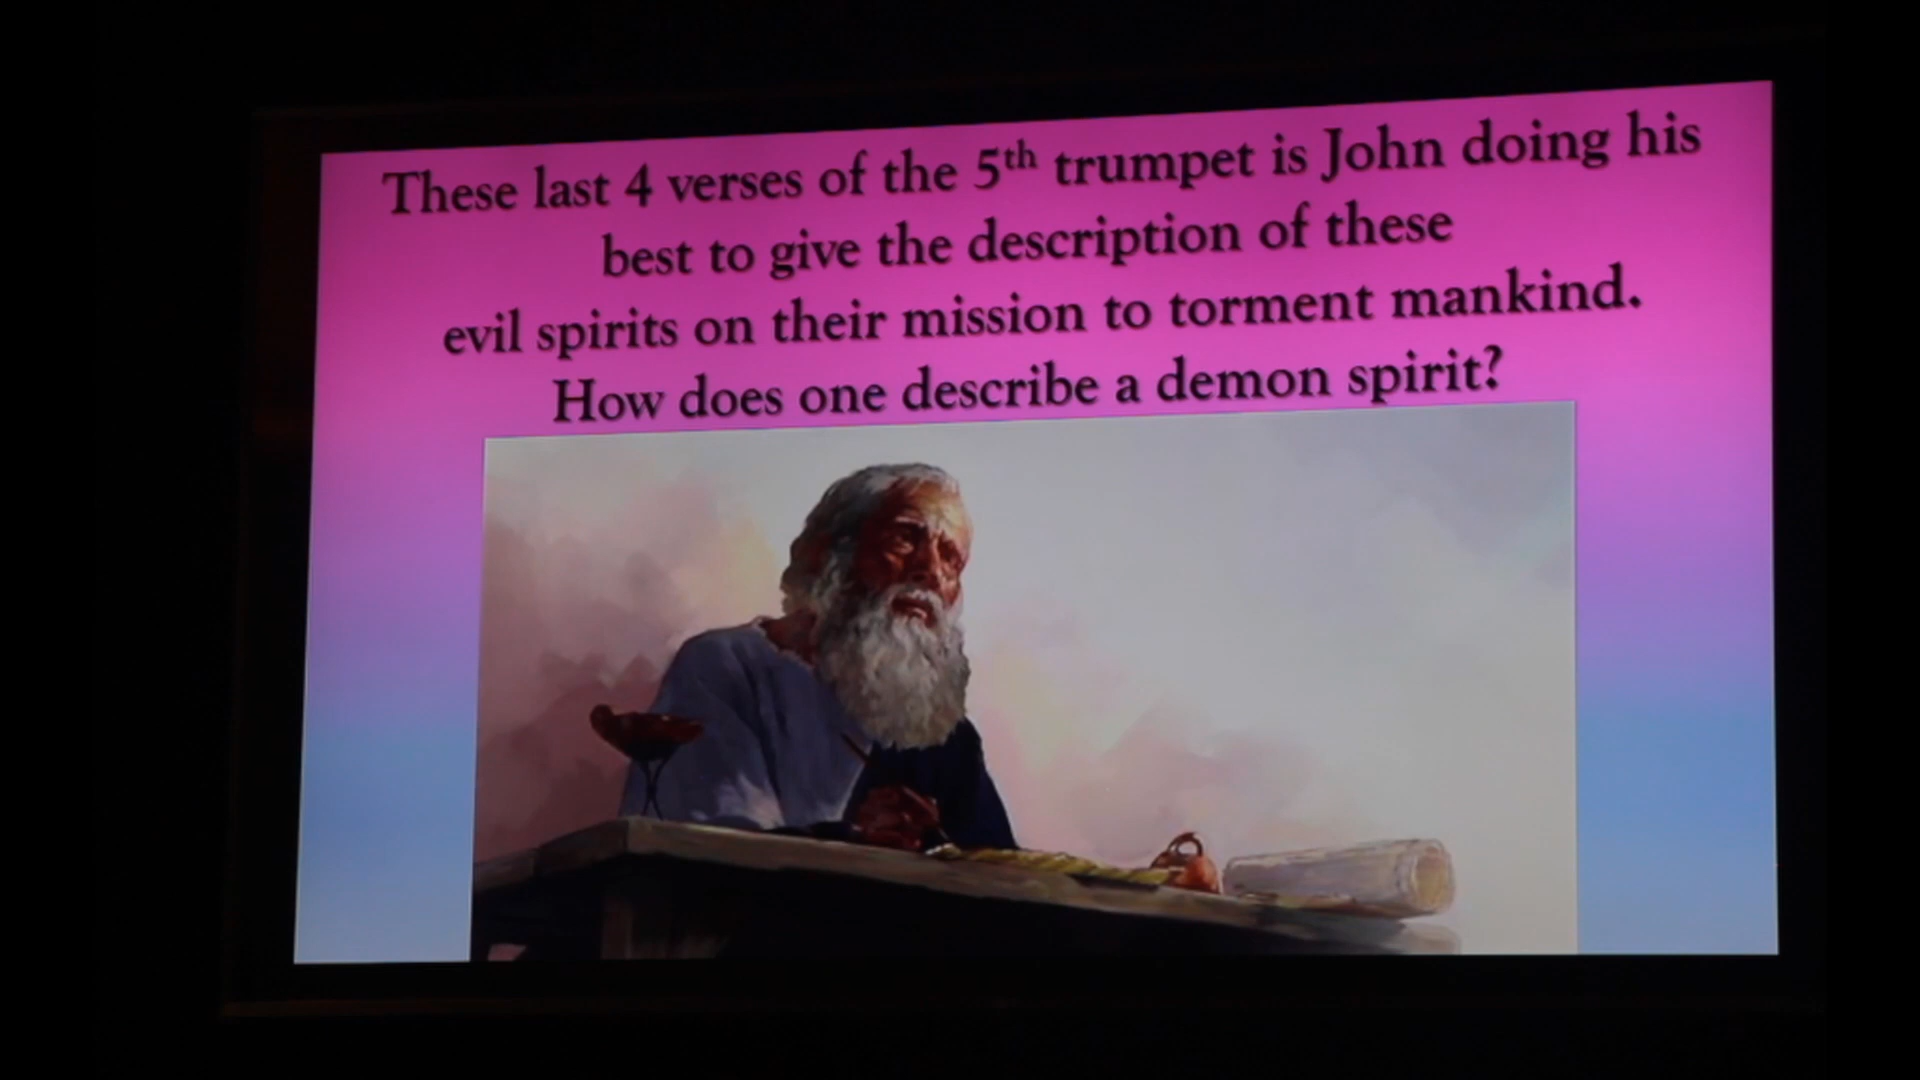 These last 4 verses of the 5th trumpet is John doing his
best to give the description of these
evil spirits on their mission to torment mankind.
How does one describe a demon spirit?